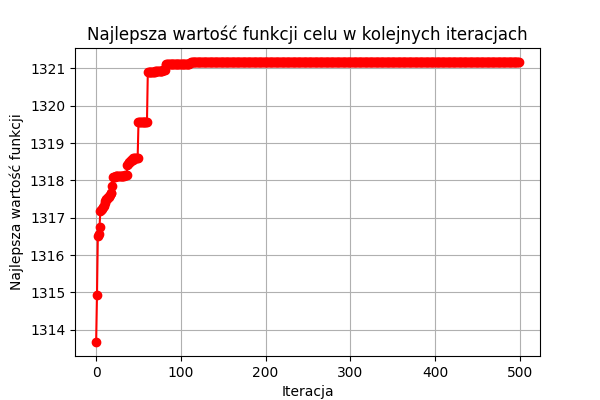 Najlepsza wartość funkcji celu w kolejnych iteracjach
Najlepsza wartość funkcji
1321
1320
1319
1318
1317
1316
1315
1314
0 100 200 300 400 500
Iteracja